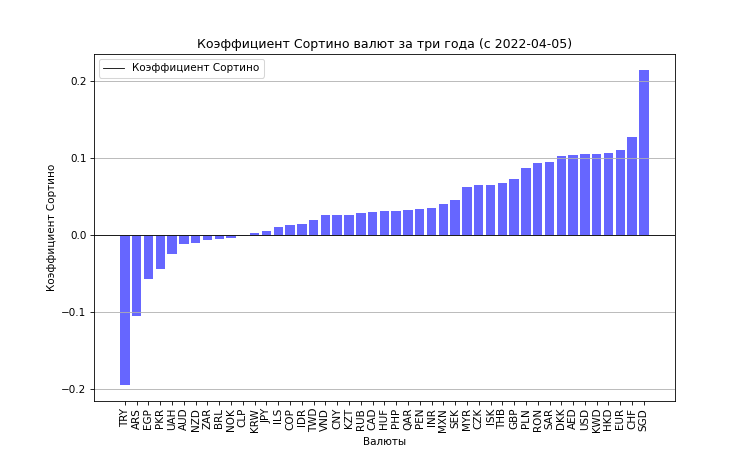 Коэффициент Сортино валют за три года (с 2022-04-05)
Коэффициент Сортино
0.2
0.1
0.0
−0.1
−0.2
Коэффициент Сортино
TRY ARS EGP PKR UAH AUD NZD ZAR BRL NOK CLP KRW JPY ILS COP IDR TWD VND CNY KZT RUB CAD HUF PHP QAR PEN INR MXN SEK MYR CZK ISK THB GBP PLN RON SAR DKK AED USD KWD HKD EUR CHF SGD
Валюты